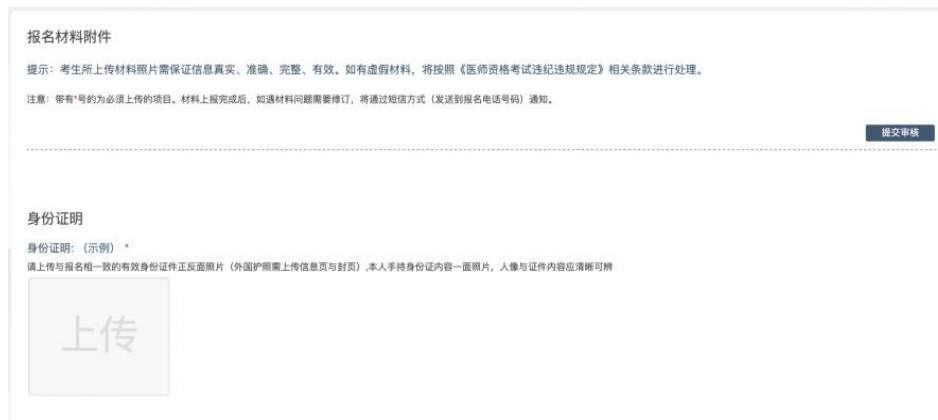 报名材料附件
提示：考生所上传材料照片需保证信息真实、准确、完整、有效。如有虚假材料，将按照《医师资格考试违纪违规规定》相关条款进行处理。
注意：带有*号的为必须上传的项目。材料上报完成后，如遇材料问题需要修订，将通过短信方式（发送到报名电话号码）通知。
提交审核
身份证明
身份证明：（示例） *
请上传与报名相一致的有效身份证件正反面照片（外国护照需上传信息页与封页）,本人手持身份证内容一面照片，人像与证件内容应清晰可辨
上传